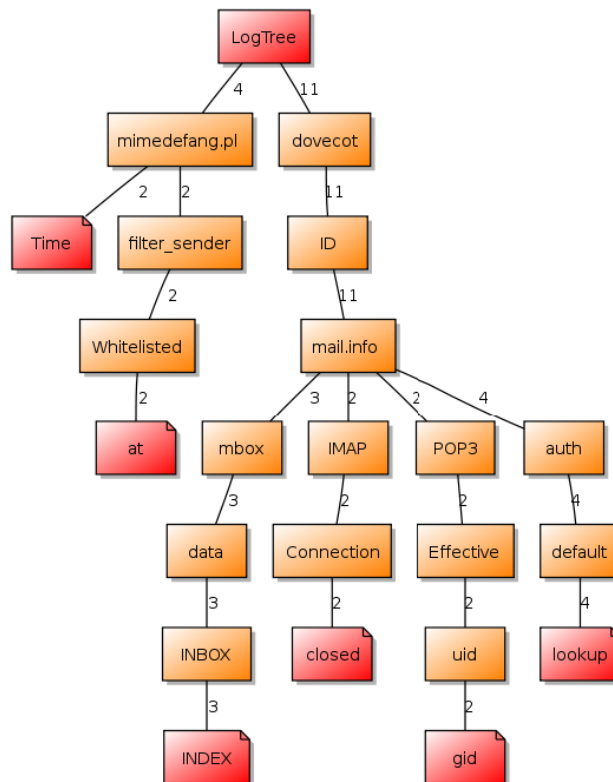 LogTree
4 11
mimedefang.pl dovecot
2 2 11
Time filter_sender ID
2 11
Whitelisted mail.info
2 3 2 2 4
at mbox IMAP POP3 auth
3 2 2 4
data Connection Effective default
3 2 2 4
INBOX closed uid lookup
3 2
INDEX gid